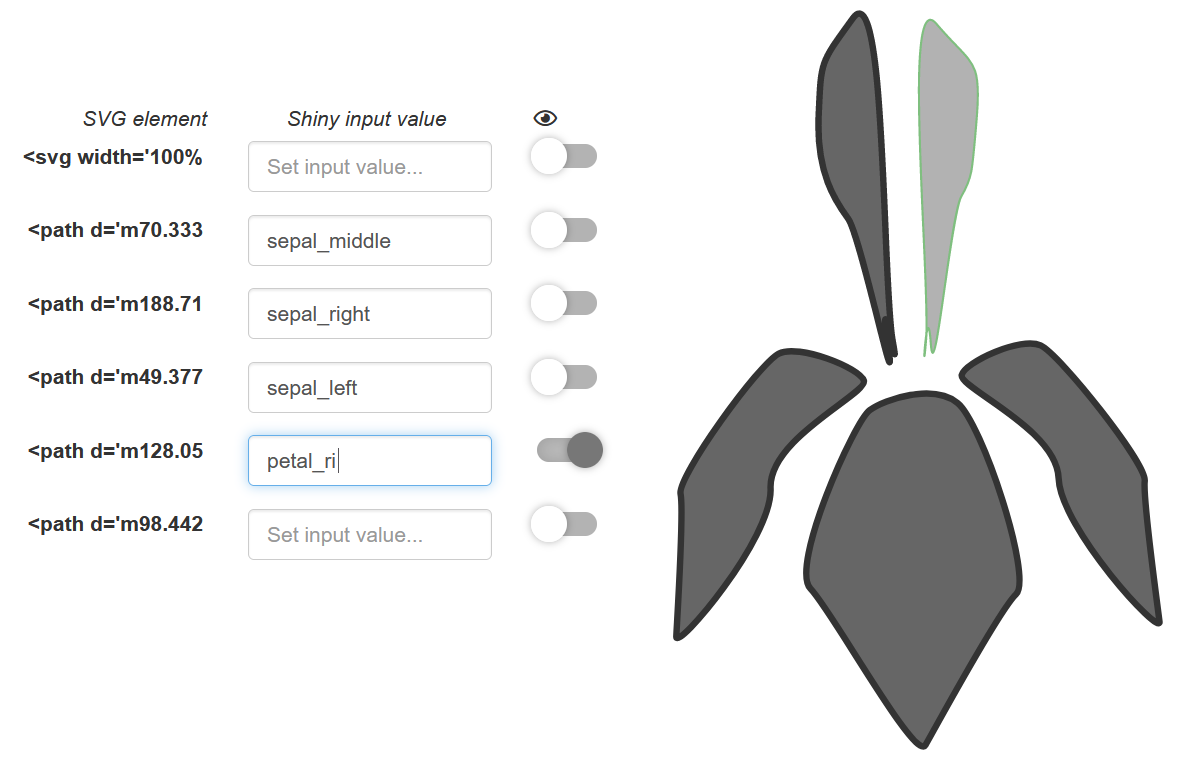 SVG element Shiny input value
<svg width='100% Set input value...
<path d='m70.333 sepal_middle
<path d='m188.71 sepal_right
<path d='m49.377 sepal_left
<path d='m128.05 petal_ri
<path d='m98.442 Set input value...